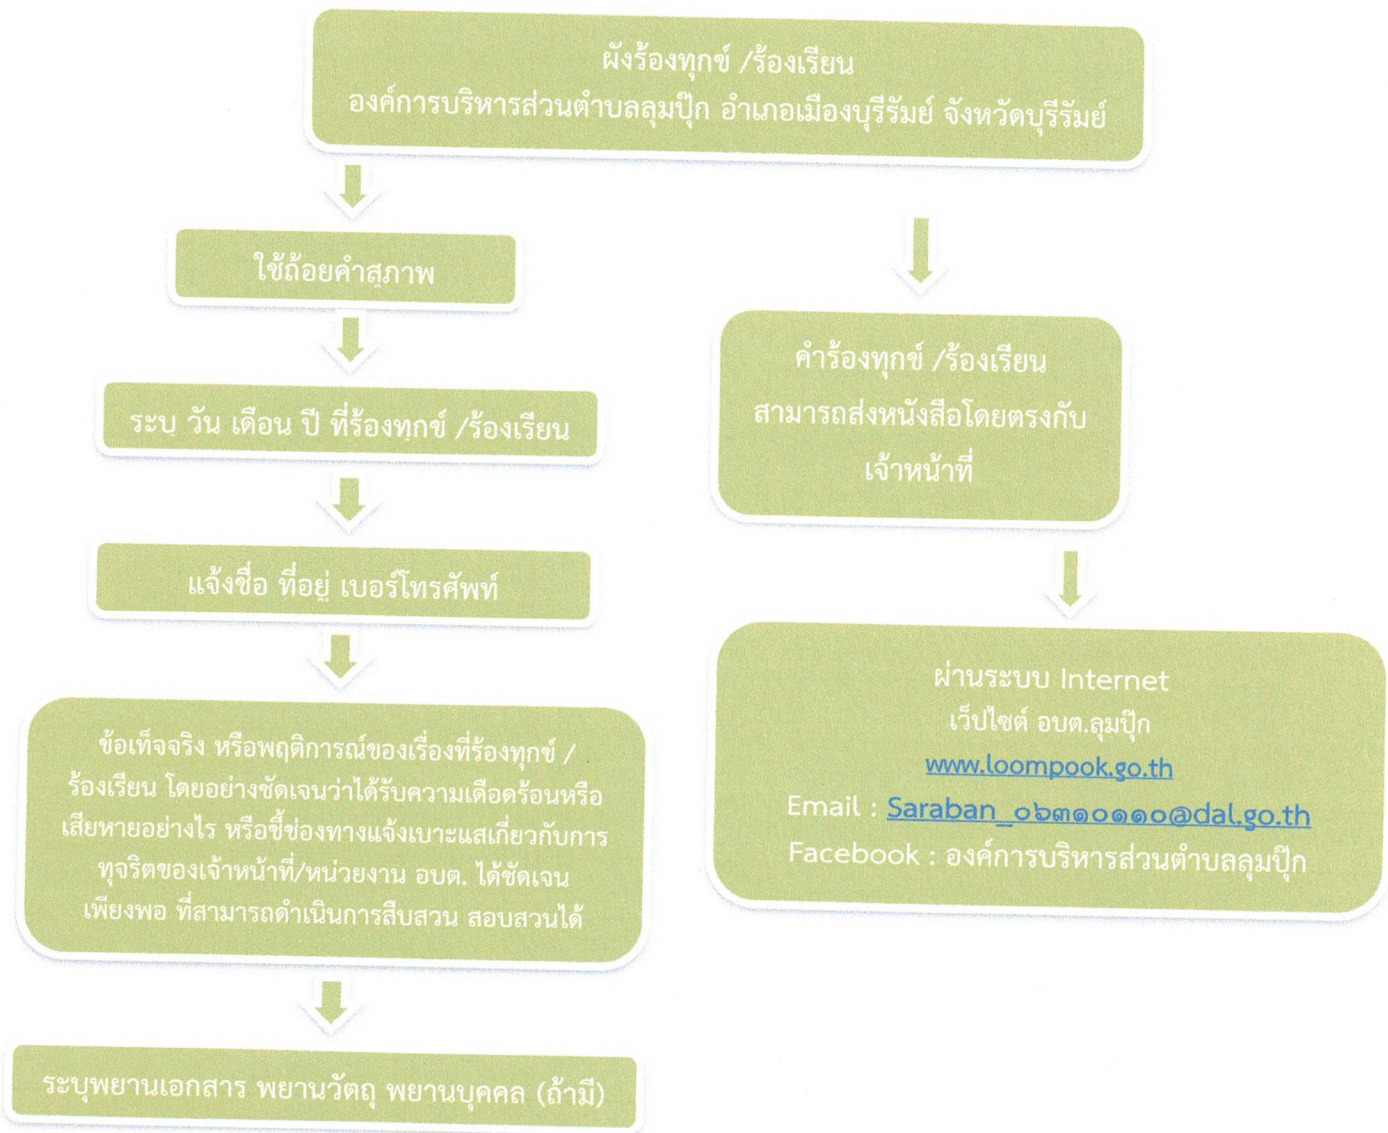 ผังร้องทุกข์ /ร้องเรียน
องค์การบริหารส่วนตำบลลุมปุ๊ก อำเภอเมืองบุรีรัมย์ จังหวัดบุรีรัมย์
ใช้ถ้อยคำสุภาพ
ระบุ วัน เดือน ปี ที่ร้องทุกข์ /ร้องเรียน
แจ้งชื่อ ที่อยู่ เบอร์โทรศัพท์
ข้อเท็จจริง หรือพฤติการณ์ของเรื่องที่ร้องทุกข์ /
ร้องเรียน โดยอย่างชัดเจนว่าได้รับความเดือดร้อนหรือ
เสียหายอย่างไร หรือชี้ช่องทางแจ้งเบาะแสเกี่ยวกับการ
ทุจริตของเจ้าหน้าที่/หน่วยงาน อบต. ได้ชัดเจน
เพียงพอ ที่สามารถดำเนินการสืบสวน สอบสวนได้
ระบุพยานเอกสาร พยานวัตถุ พยานบุคคล (ถ้ามี)
คำร้องทุกข์ /ร้องเรียน
สามารถส่งหนังสือโดยตรงกับ
เจ้าหน้าที่
ผ่านระบบ Internet
เว็ปไซต์ อบต.ลุมปุ๊ก
www.loompook.go.th
Email : Saraban_๐๖๓๑๐๑๑๐@dal.go.th
Facebook : องค์การบริหารส่วนตำบลลุมปุ๊ก